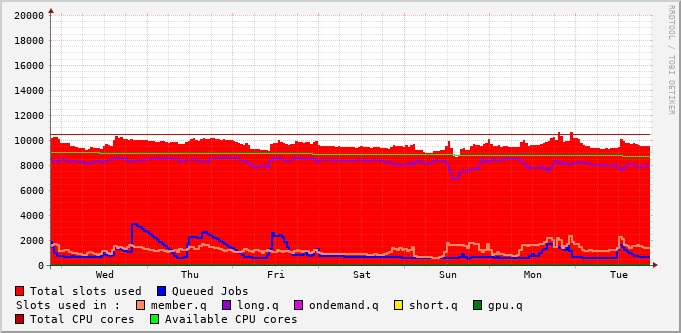 20000
18000
16000
14000
12000
10000
8000
6000
4000
2000
0
Wed Thu Fri Sat Sun Mon Tue
RRDTOOL / TOBI OETIKER
Total slots used Queued Jobs
Slots used in : member.q long.q ondemand.q short.q gpu.q
Total CPU cores Available CPU cores